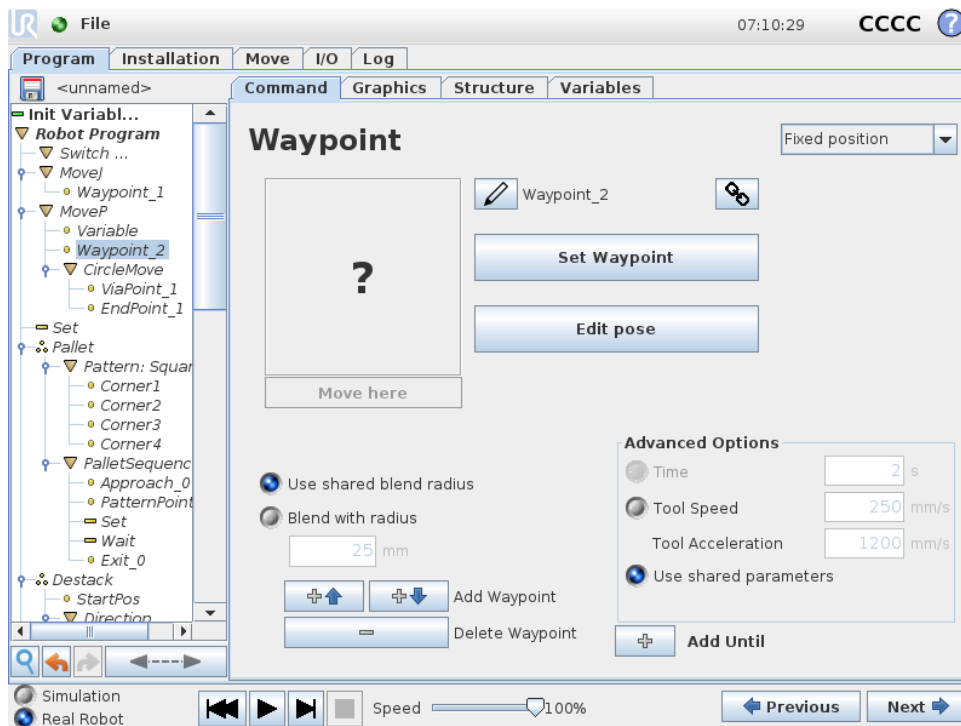 UR File 07:10:29 CCCC ?
Program Installation Move I/O Log
<unnamed> Command Graphics Structure Variables
Init Variabl...
Robot Program
Switch ...
MoveJ
Waypoint_1
MoveP
Variable
Waypoint_2
CircleMove
ViaPoint_1
EndPoint_1
Set
Pallet
Pattern: Squar
Corner1
Corner2
Corner3
Corner4
PalletSequenc
Approach_0
PatternPoint
Set
Wait
Exit_0
Destack
StartPos
Direction
Waypoint Fixed position
Waypoint_2
?
Set Waypoint
Edit pose
Move here
Use shared blend radius
Blend with radius
25 mm
Add Waypoint
Delete Waypoint
Advanced Options
Time 2 s
Tool Speed 250 mm/s
Tool Acceleration 1200 mm/s
Use shared parameters
Add Until
Simulation
Real Robot
Speed 100% Previous Next